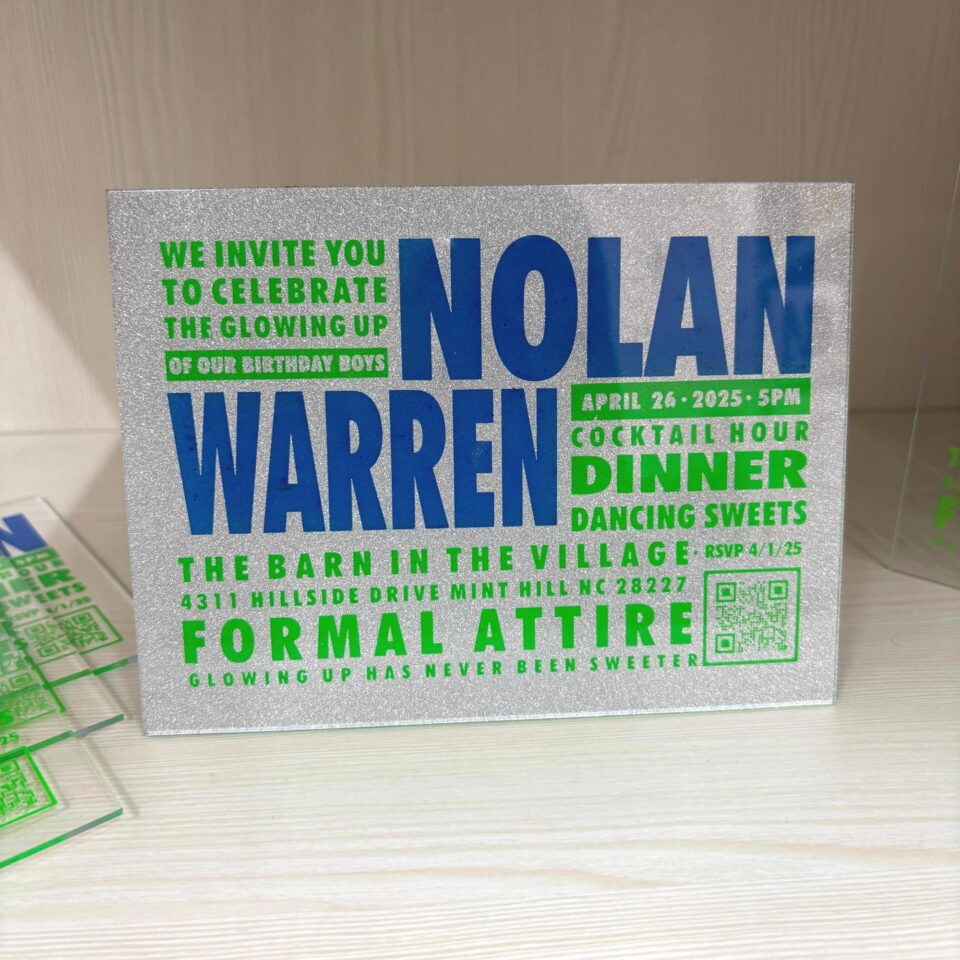 WE INVITE YOU
TO CELEBRATE
THE GLOWING UP
OF OUR BIRTHDAY BOYS
NOLAN
WARREN
APRIL 26 • 2025 • 5PM
COCKTAIL HOUR
DINNER
DANCING SWEETS
THE BARN IN THE VILLAGE • RSVP 4/1/25
4311 HILLSIDE DRIVE MINT HILL NC 28227
FORMAL ATTIRE
GLOWING UP HAS NEVER BEEN SWEETER